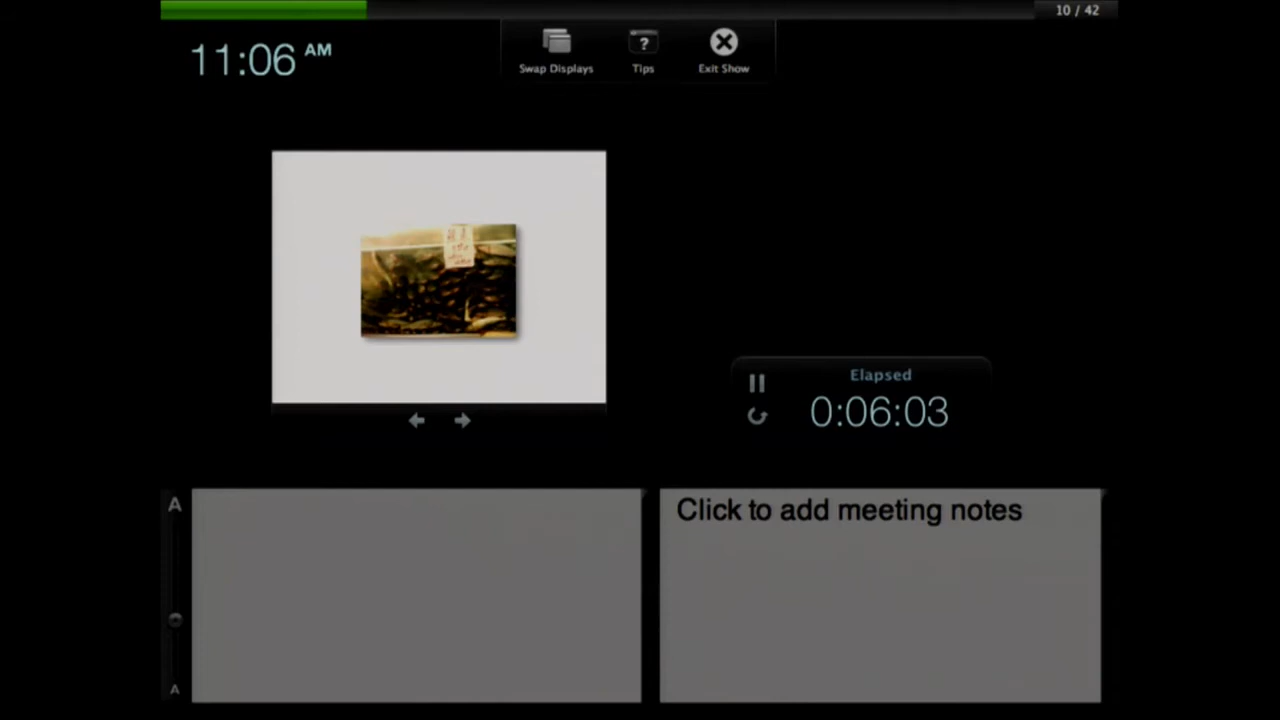 10 / 42
11:06 AM
Swap Displays
? Tips
Exit Show
Elapsed
0:06:03
A
Click to add meeting notes
A